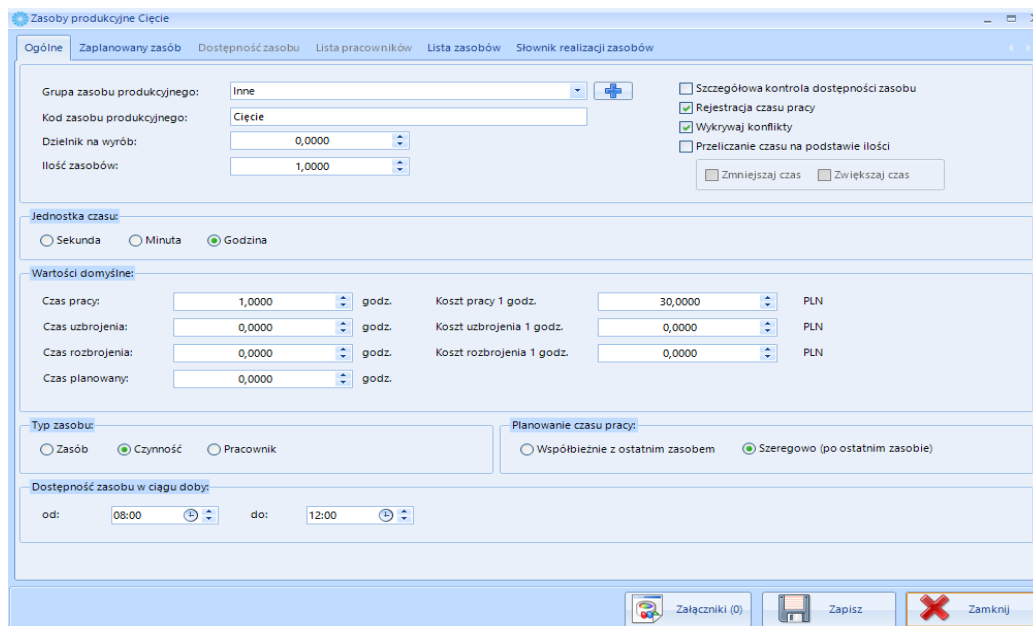 Zasoby produkcyjne Cięcie
Ogólne Zaplanowany zasób Dostępność zasobu Lista pracowników Lista zasobów Słownik realizacji zasobów
Grupa zasobu produkcyjnego: Inne
Kod zasobu produkcyjnego: Cięcie
Dzielnik na wyrób: 0,0000
Ilość zasobów: 1,0000
Szczegółowa kontrola dostępności zasobu
Rejestracja czasu pracy
Wykrywaj konflikty
Przeliczanie czasu na podstawie ilości
Zmniejszaj czas Zwiększaj czas
Jednostka czasu:
Sekunda Minuta Godzina
Wartości domyślne:
Czas pracy: 1,0000 godz. Koszt pracy 1 godz. 30,0000 PLN
Czas uzbrojenia: 0,0000 godz. Koszt uzbrojenia 1 godz. 0,0000 PLN
Czas rozbrojenia: 0,0000 godz. Koszt rozbrojenia 1 godz. 0,0000 PLN
Czas planowany: 0,0000 godz.
Typ zasobu:
Zasób Czynność Pracownik
Planowanie czasu pracy:
Współbieżnie z ostatnim zasobem Szeregowo (po ostatnim zasobie)
Dostępność zasobu w ciągu doby:
od: 08:00 do: 12:00
Załączniki (0) Zapisz Zamknij